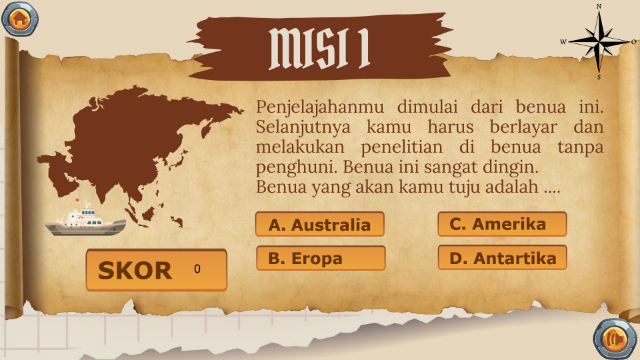 MISI 1
N
W E
S
Penjelajahanmu dimulai dari benua ini.
Selanjutnya kamu harus berlayar dan
melakukan penelitian di benua tanpa
penghuni. Benua ini sangat dingin.
Benua yang akan kamu tuju adalah ....
A. Australia
B. Eropa
C. Amerika
D. Antartika
SKOR 0